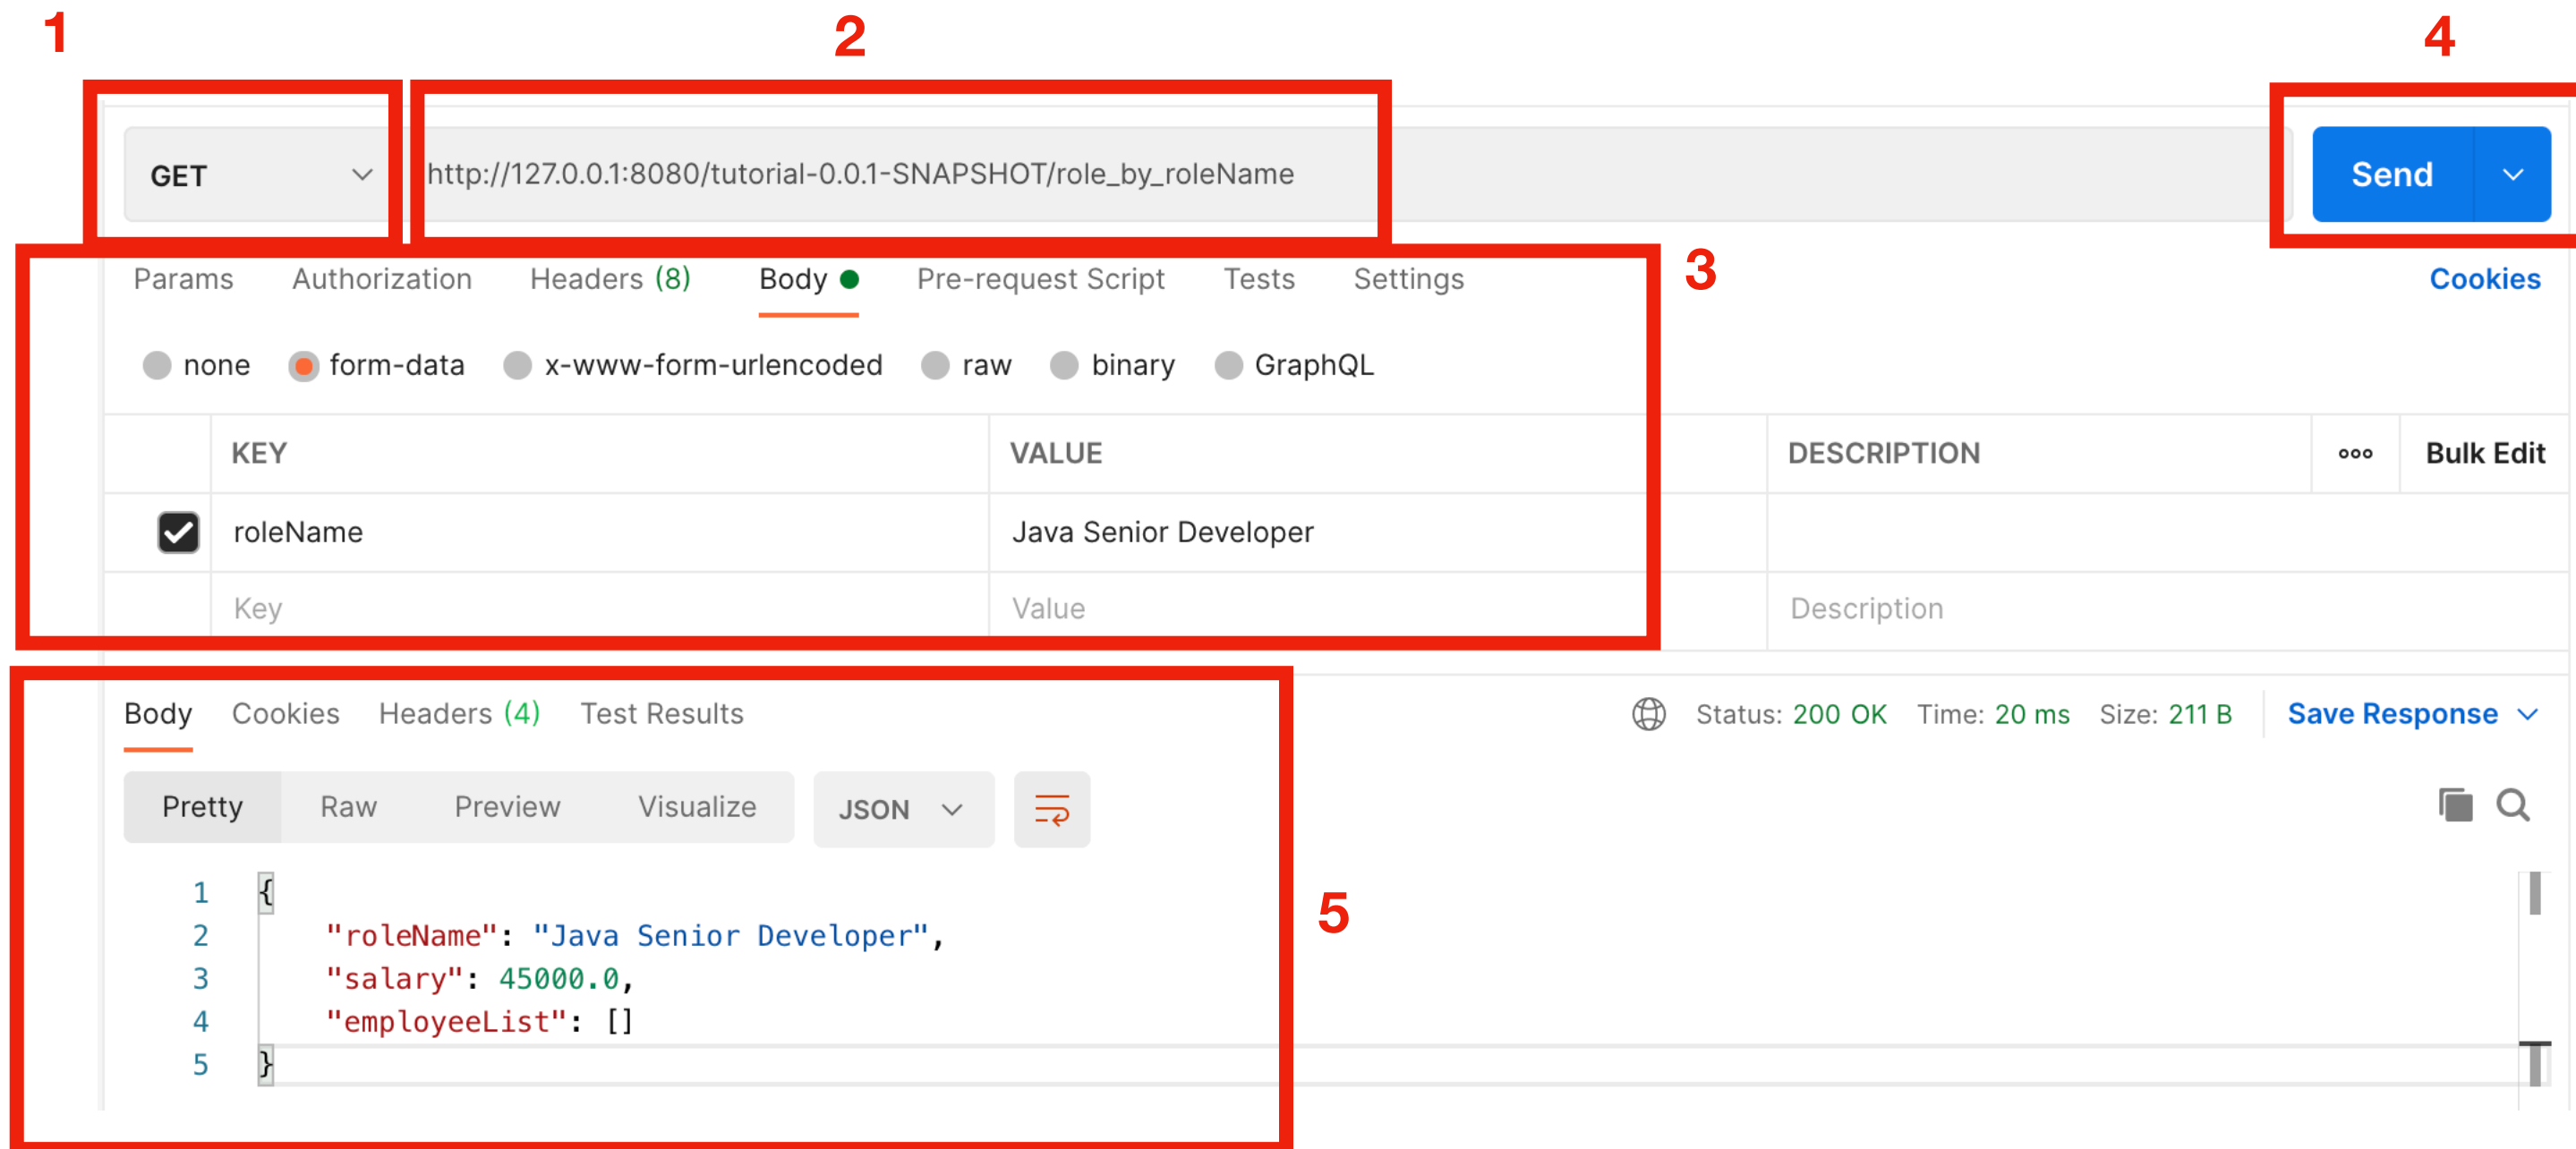 1 2 4
GET http://127.0.0.1:8080/tutorial-0.0.1-SNAPSHOT/role_by_roleName Send
3
Params Authorization Headers (8) Body Pre-request Script Tests Settings Cookies
none form-data x-www-form-urlencoded raw binary GraphQL
KEY VALUE DESCRIPTION ooo Bulk Edit
roleName Java Senior Developer
Key Value Description
Body Cookies Headers (4) Test Results Status: 200 OK Time: 20 ms Size: 211 B Save Response
Pretty Raw Preview Visualize JSON
1 {
2 "roleName": "Java Senior Developer",
5
3 "salary": 45000.0,
4 "employeeList": []
5 }